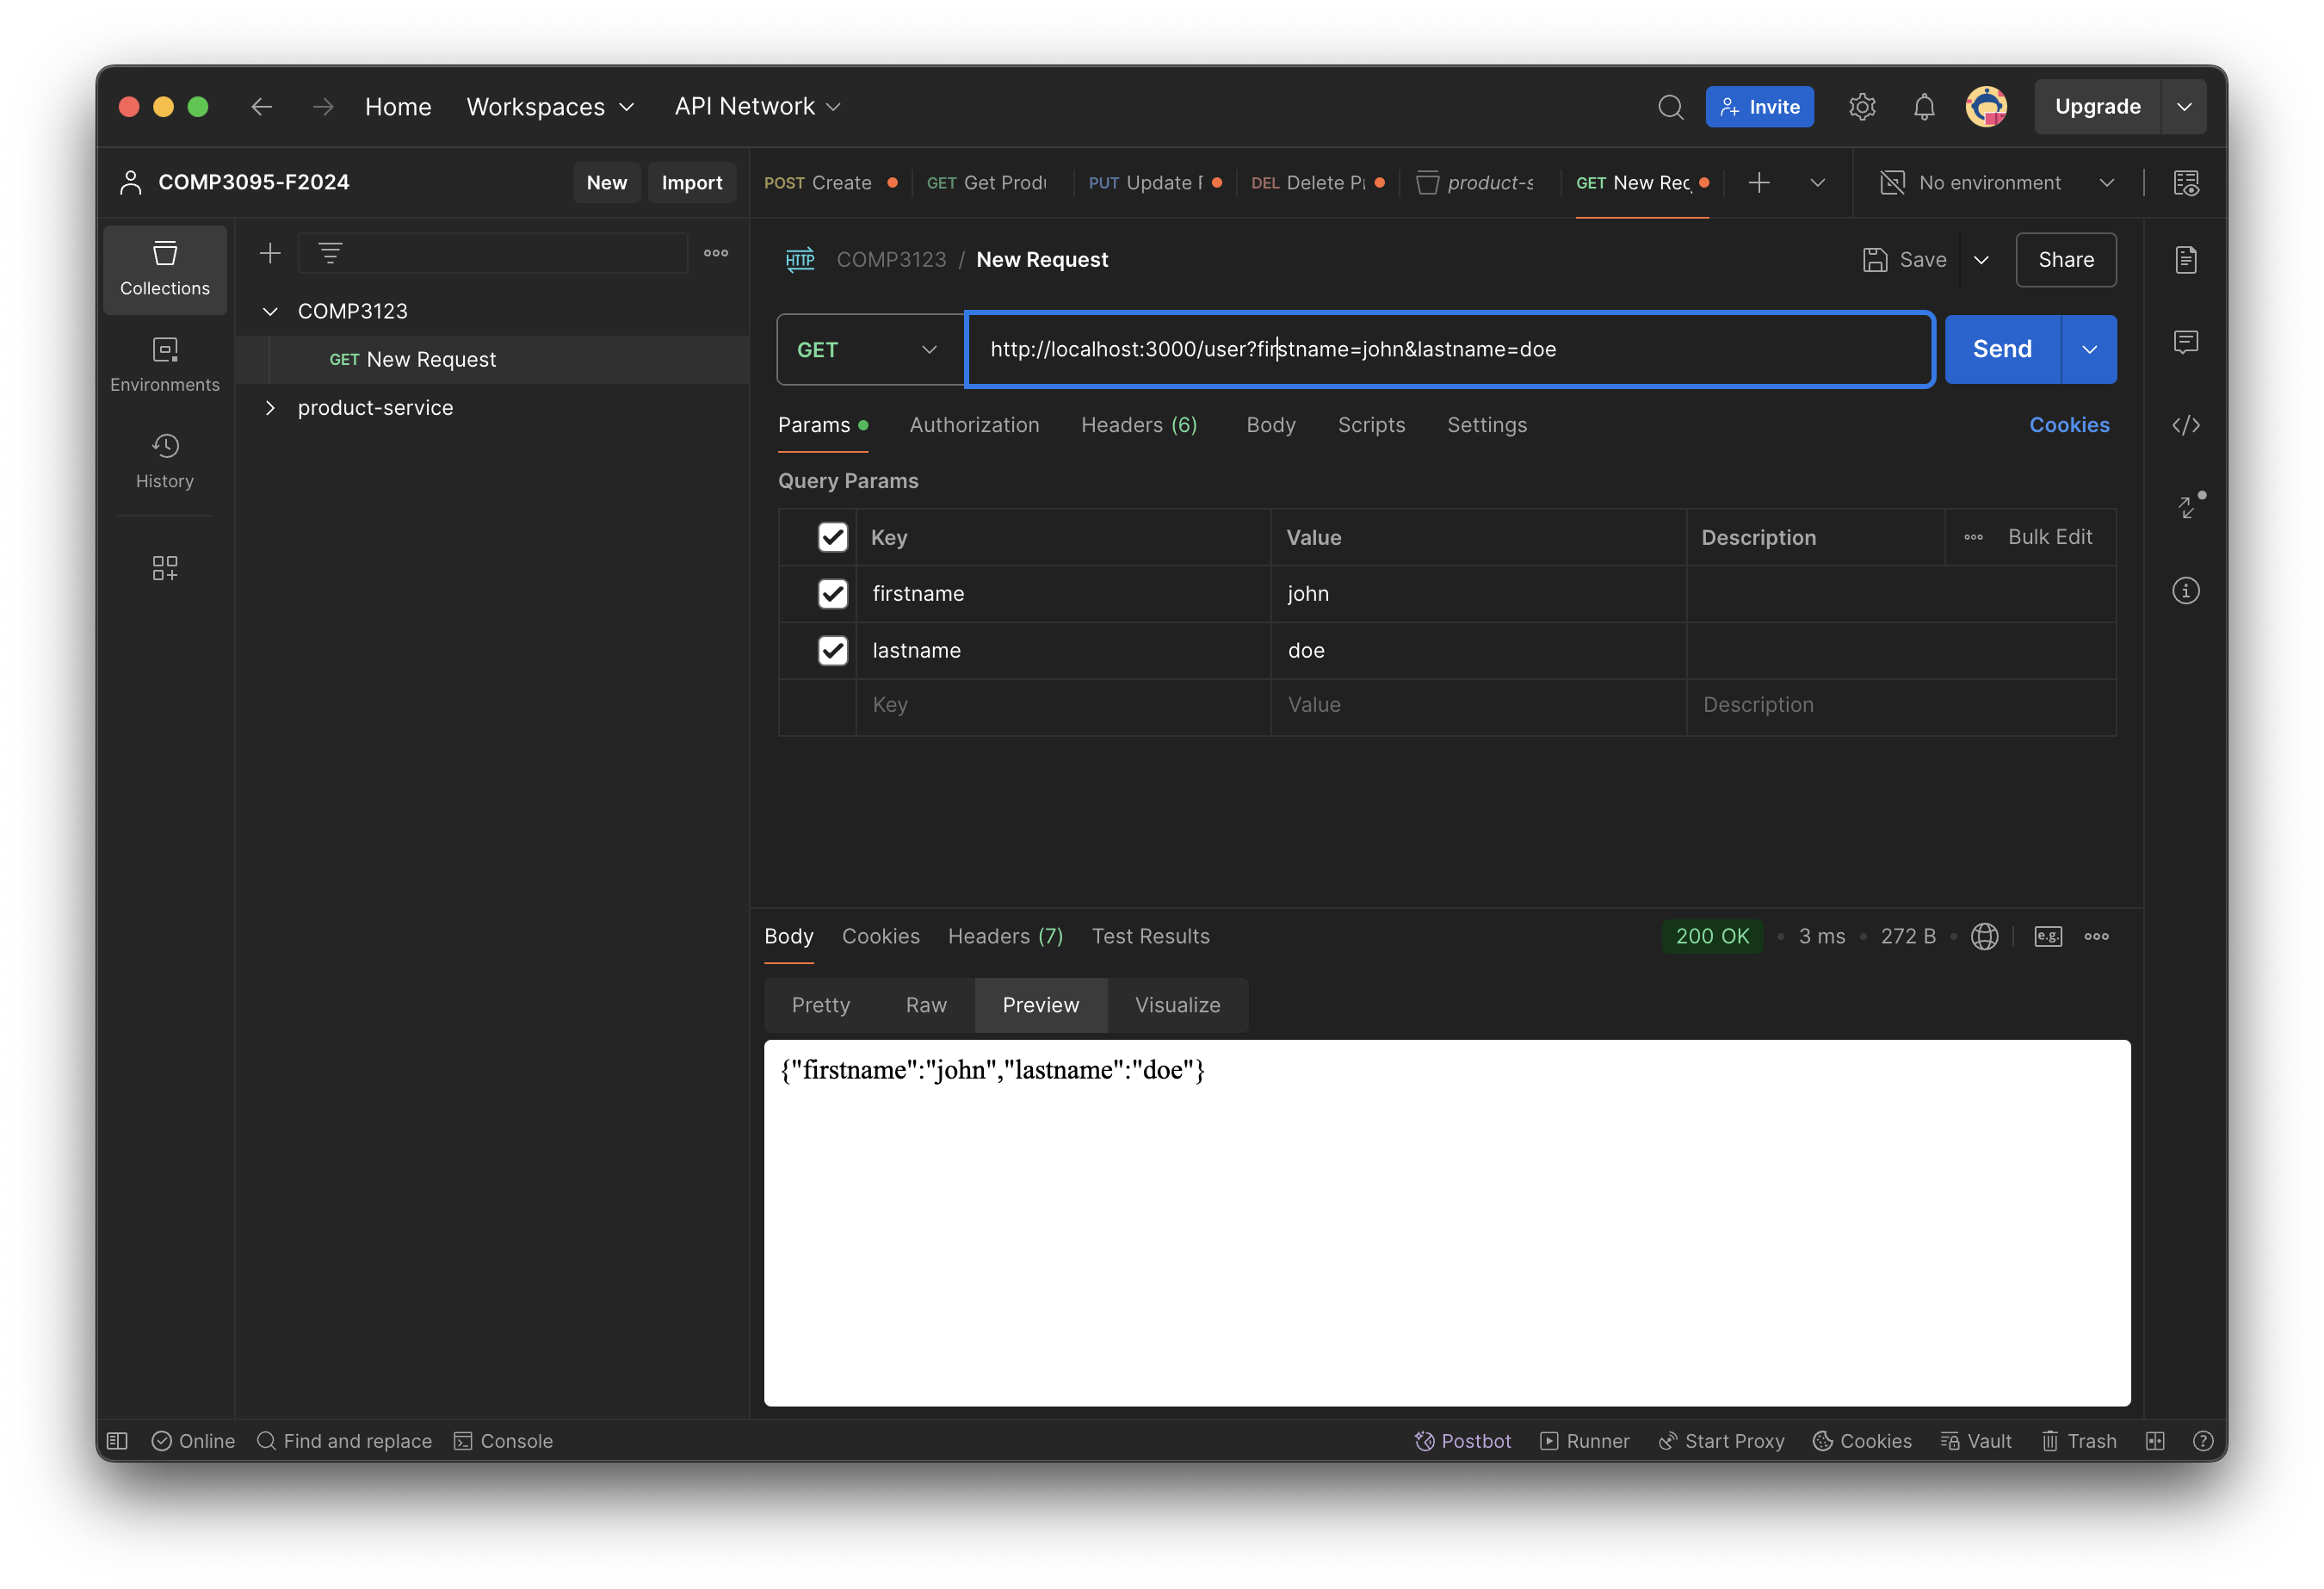 Home Workspaces API Network Invite Upgrade
COMP3095-F2024 New Import
POST Create GET Get Produ PUT Update P DEL Delete Pr product-s GET New Req No environment
Collections
Environments
History
COMP3123
GET New Request
product-service
HTTP COMP3123 / New Request Save Share
GET http://localhost:3000/user?firstname=john&lastname=doe Send
Params Authorization Headers (6) Body Scripts Settings Cookies
Query Params
Key Value Description Bulk Edit
firstname john
lastname doe
Key Value Description
Body Cookies Headers (7) Test Results 200 OK 3 ms 272 B e.g.
Pretty Raw Preview Visualize
{"firstname":"john","lastname":"doe"}
Online Find and replace Console Postbot Runner Start Proxy Cookies Vault Trash